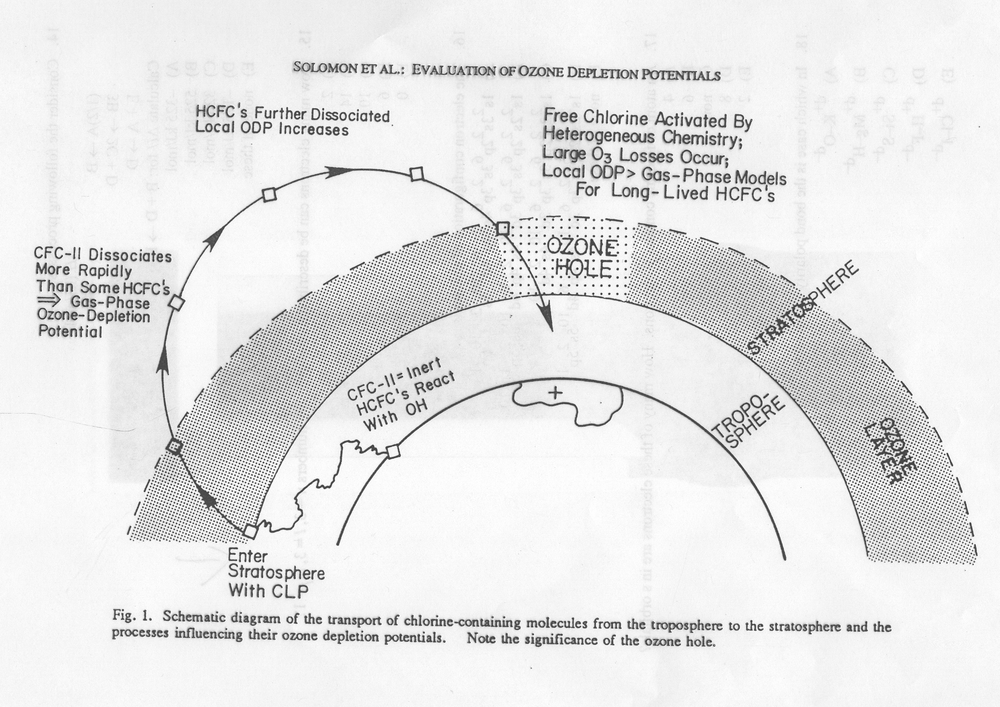 SOLOMON ET AL.: EVALUATION OF OZONE DEPLETION POTENTIALS
HCFC's Further Dissociated
Local ODP Increases
Free Chlorine Activated By
Heterogeneous Chemistry;
Large O3 Losses Occur;
Local ODP > Gas-Phase Models
For Long-Lived HCFC's
CFC-11 Dissociates
More Rapidly
Than Some HCFC's
⇒ Gas-Phase
Ozone-Depletion
Potential
OZONE
HOLE
STRATOSPHERE
CFC-11 = Inert
HCFC's React
With OH
+
TROPO-
SPHERE
OZONE
LAYER
Enter
Stratosphere
With CLP
Fig. 1. Schematic diagram of the transport of chlorine-containing molecules from the troposphere to the stratosphere and the
processes influencing their ozone depletion potentials. Note the significance of the ozone hole.